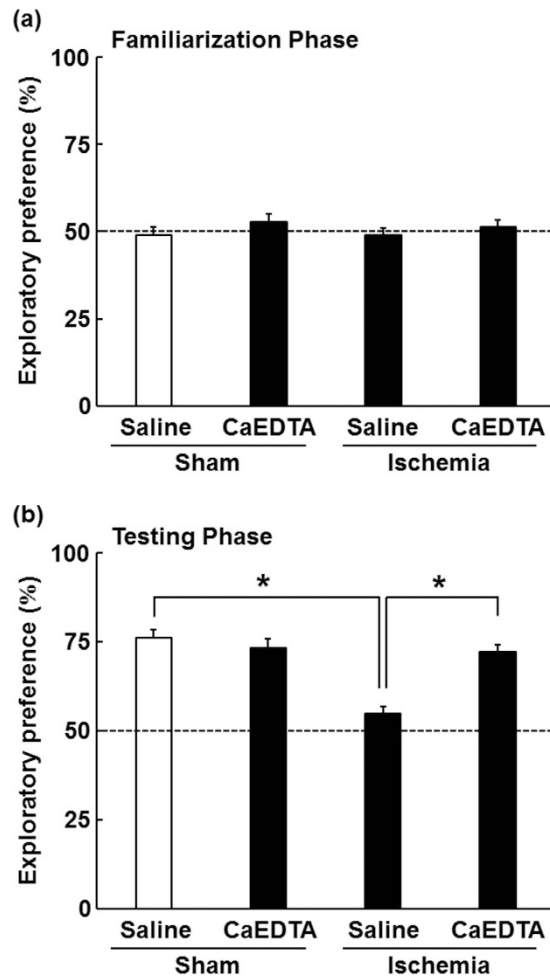 (a)
Familiarization Phase
Exploratory preference (%)
100
75
50
25
0
Saline CaEDTA Saline CaEDTA
Sham Ischemia
(b)
Testing Phase
Exploratory preference (%)
100
* *
75
50
25
0
Saline CaEDTA Saline CaEDTA
Sham Ischemia